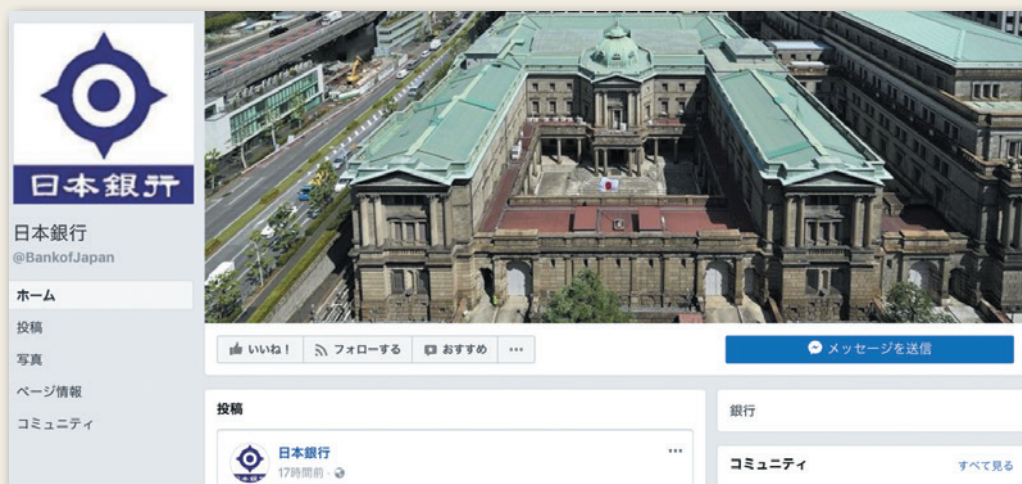 日本銀行
日本銀行
@BankofJapan
ホーム
投稿
写真
ページ情報
コミュニティ
いいね！ フォローする おすすめ ...
メッセージを送信
投稿
日本銀行
17時間前
...
銀行
コミュニティ すべて見る